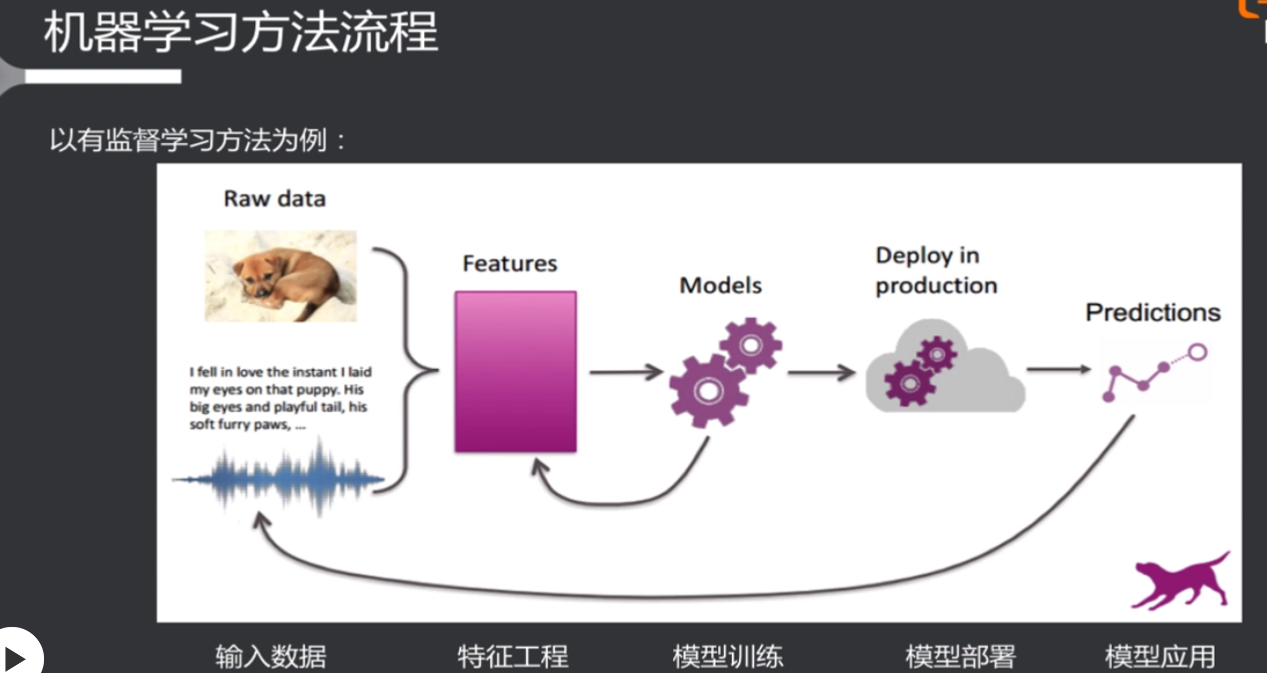 机器学习方法流程
以有监督学习方法为例：
Raw data
Features
Models
Deploy in
production
Predictions
I fell in love the instant I laid
my eyes on that puppy. His
big eyes and playful tail, his
soft furry paws, ...
输入数据
特征工程
模型训练
模型部署
模型应用